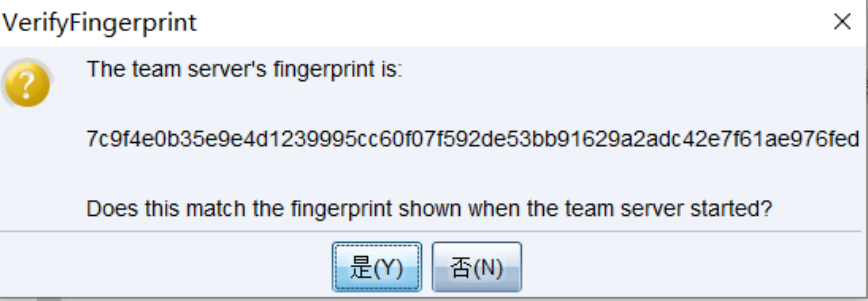 VerifyFingerprint
The team server's fingerprint is:
7c9f4e0b35e9e4d1239995cc60f07f592de53bb91629a2adc42e7f61ae976fed
Does this match the fingerprint shown when the team server started?
是(Y) 否(N)